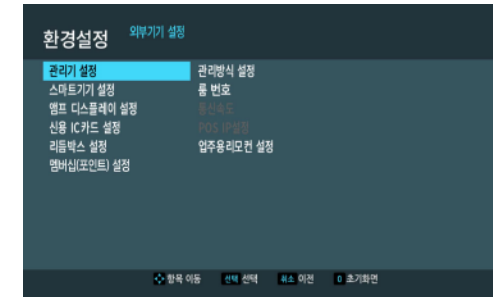 환경설정 외부기기 설정
관리기 설정 관리방식 설정
스마트기기 설정 룸 번호
앰프 디스플레이 설정 통신속도
신용 IC카드 설정 POS IP설정
리듬박스 설정 업주용리모컨 설정
멤버십(포인트) 설정
항목 이동 선택 선택 취소 이전 0 초기화면